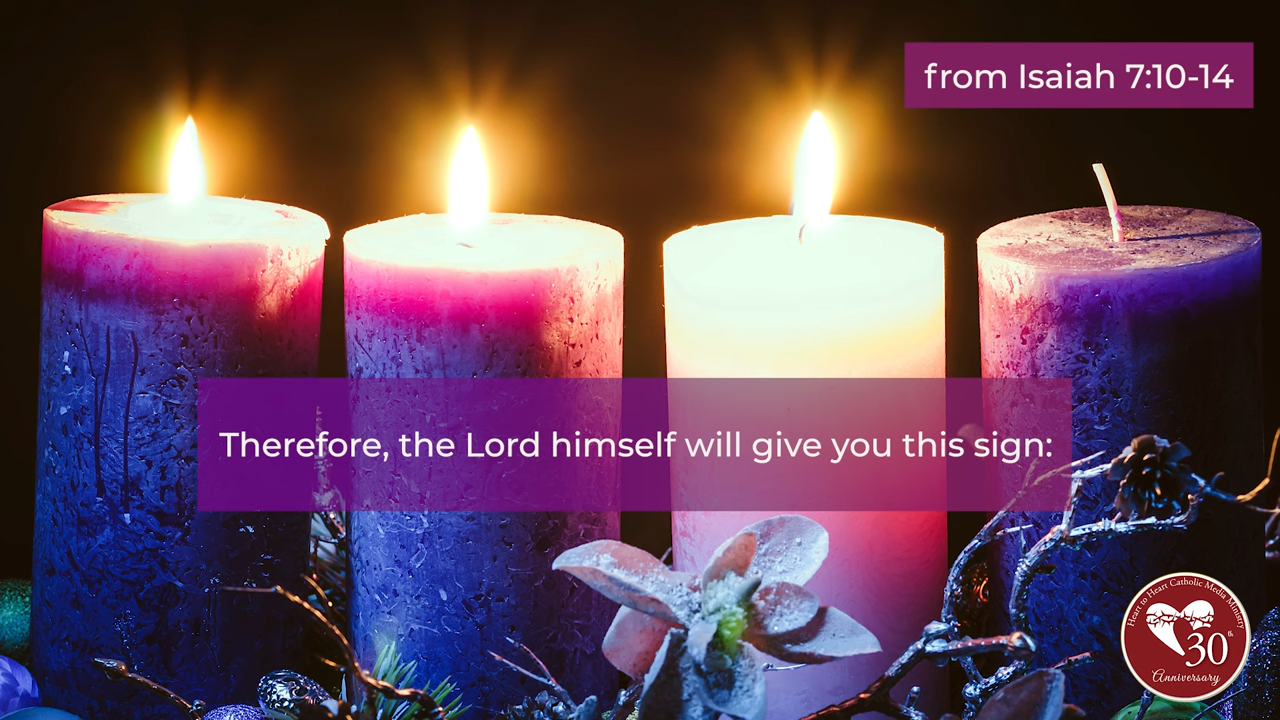 from Isaiah 7:10-14
Therefore, the Lord himself will give you this sign:
Heart to Heart Catholic Media Ministry
30th
Anniversary